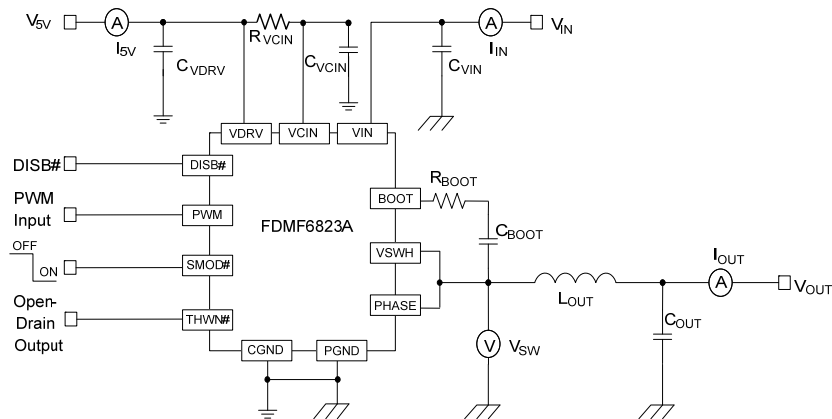 V5V
A
I5V
CVDRV
RVCIN
CVCIN
CVIN
A
IIN
VIN
VDRV
VCIN
VIN
DISB#
DISB#
PWM
Input
PWM
OFF
ON
SMOD#
Open-
Drain
Output
THWN#
FDMF6823A
BOOT
RBOOT
CBOOT
VSWH
PHASE
CGND
PGND
V
VSW
LOUT
COUT
IOUT
A
VOUT